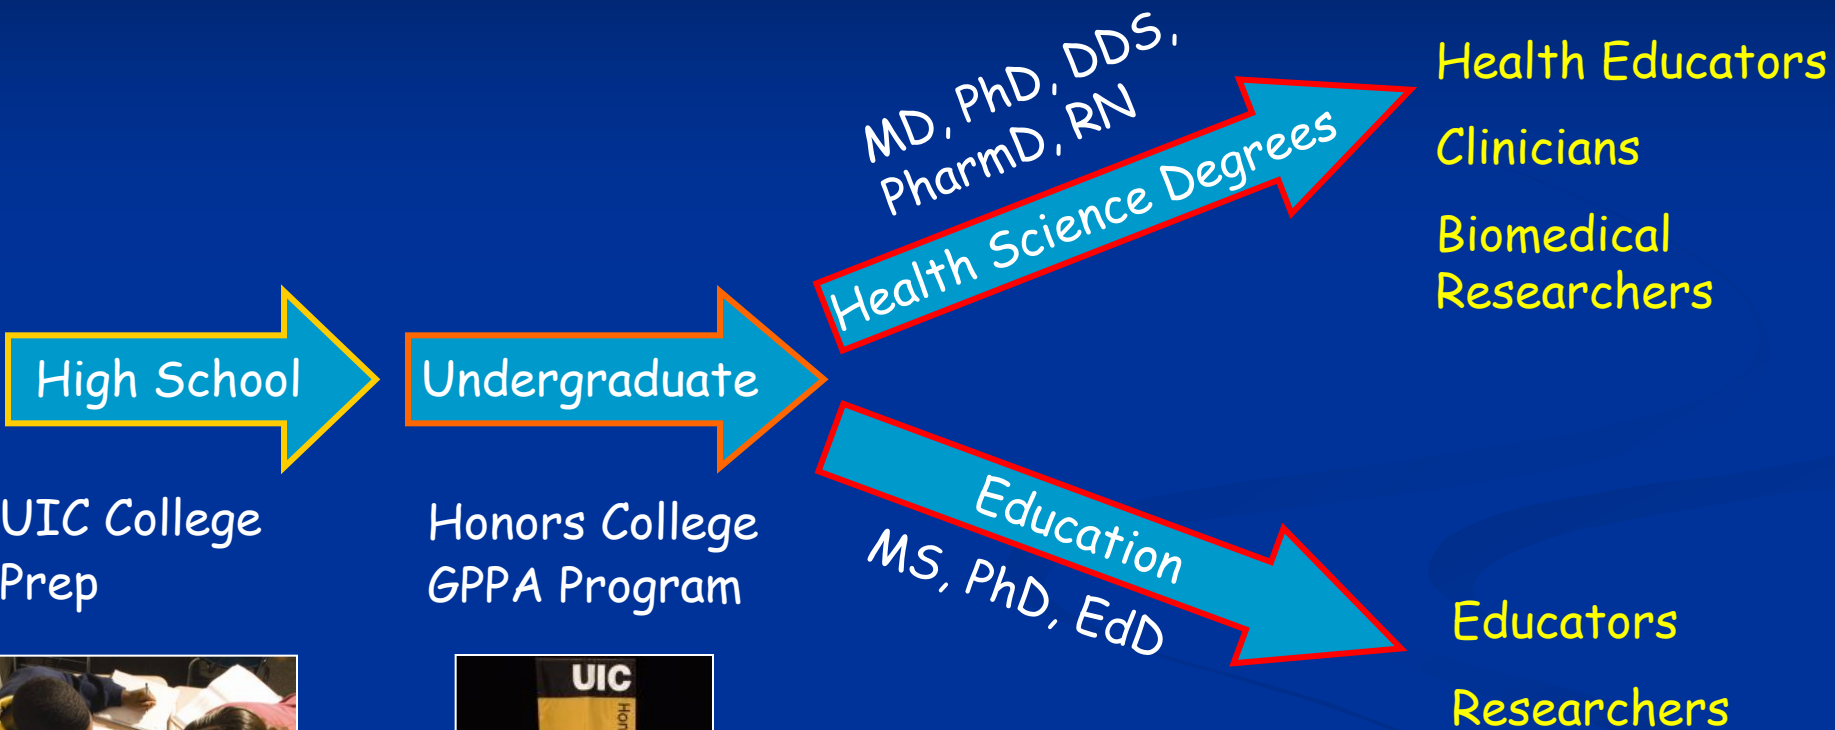 MD, PhD, DDS,
PharmD, RN
Health Science Degrees
Health Educators
Clinicians
Biomedical
Researchers
High School
Undergraduate
UIC College
Prep
Honors College
GPPA Program
Education
MS, PhD, EdD
Educators
Researchers
UIC